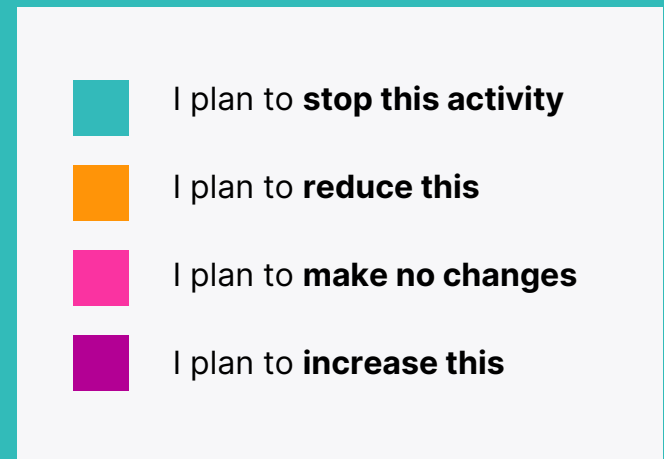 I plan to stop this activity
I plan to reduce this
I plan to make no changes
I plan to increase this